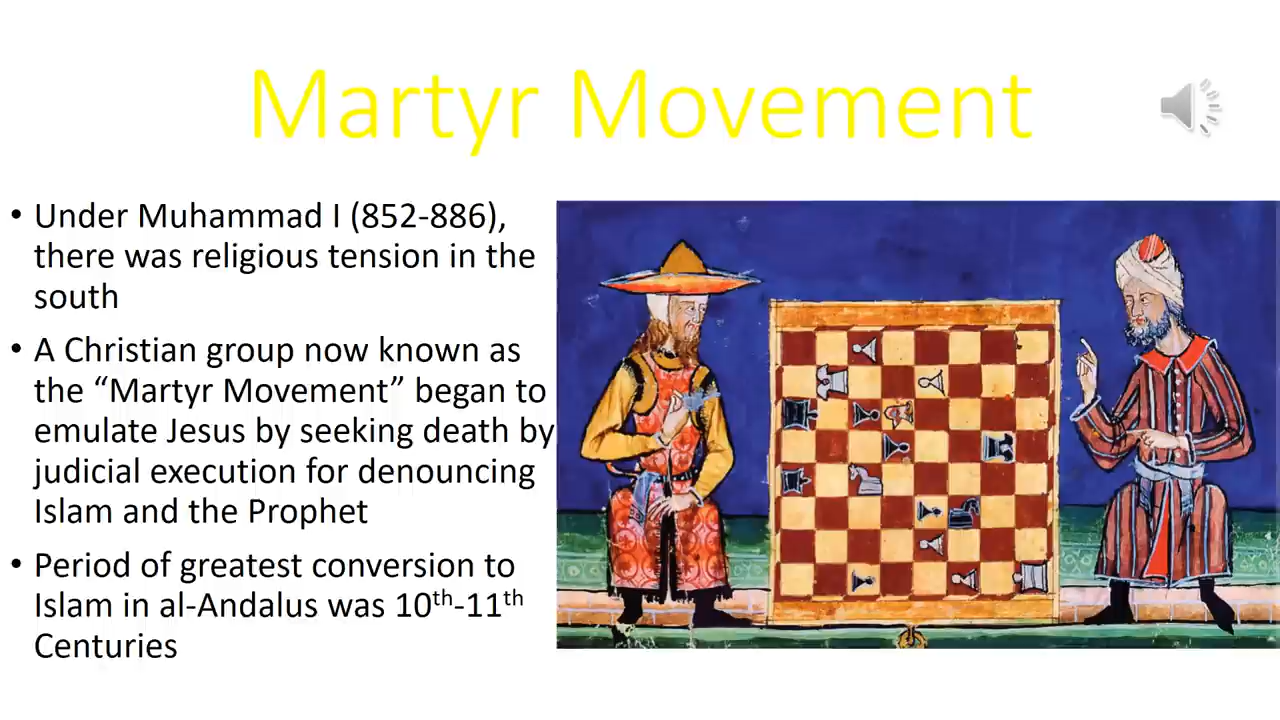 Martyr Movement
• Under Muhammad I (852-886),
there was religious tension in the
south
• A Christian group now known as
the “Martyr Movement” began to
emulate Jesus by seeking death by
judicial execution for denouncing
Islam and the Prophet
• Period of greatest conversion to
Islam in al-Andalus was 10th-11th
Centuries